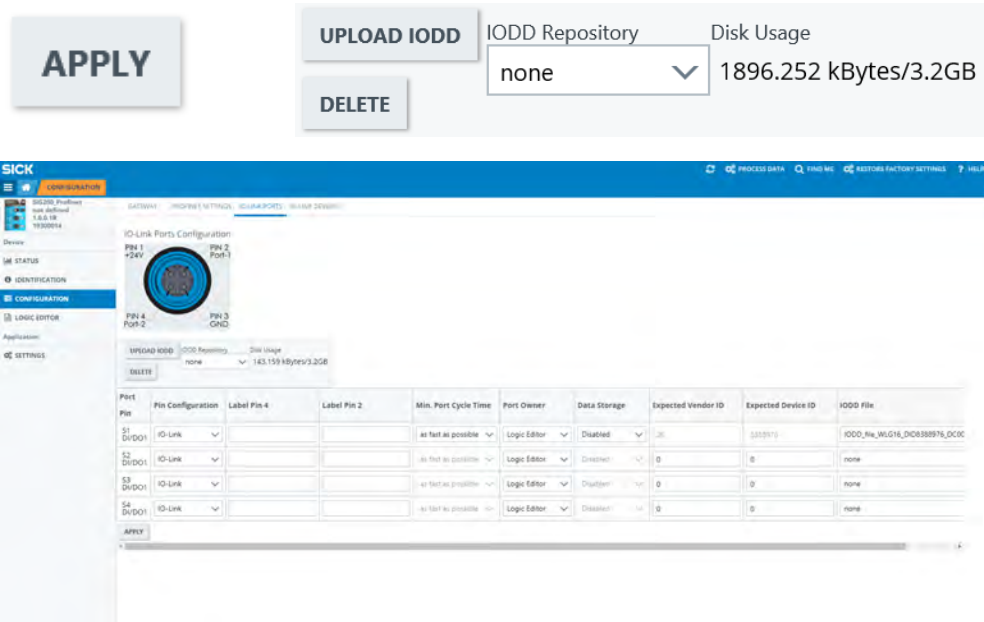 APPLY
UPLOAD IODD
IODD Repository
Disk Usage
none
1896.252 kBytes/3.2GB
DELETE
SICK
PROCESS DATA FIND ME RESTORE FACTORY SETTINGS ? HELP
CONFIGURATION
SIG200_Profinet
not defined
GATEWAY PROFINET SETTINGS IO-LINK PORTS
Device
STATUS
IDENTIFICATION
CONFIGURATION
LOGIC EDITOR
Application
SETTINGS
IO-Link Ports Configuration
PIN 1 PIN 2
+24V Port-1
PIN 4 PIN 3
Port-2 GND
UPLOAD IODD IODD Repository Disk Usage
none 143.159 kBytes/3.2GB
DELETE
Port
Pin
Pin Configuration Label Pin 4 Label Pin 2 Min. Port Cycle Time Port Owner Data Storage Expected Vendor ID Expected Device ID IODD File
S1
DI/DO1 IO-Link as fast as possible Logic Editor Disabled IODD_file_WLG16_DID8388976_DC0C
S2
DI/DO1 IO-Link as fast as possible Logic Editor Disabled 0 0 none
S3
DI/DO1 IO-Link as fast as possible Logic Editor Disabled 0 0 none
S4
DI/DO1 IO-Link as fast as possible Logic Editor Disabled 0 0 none
APPLY